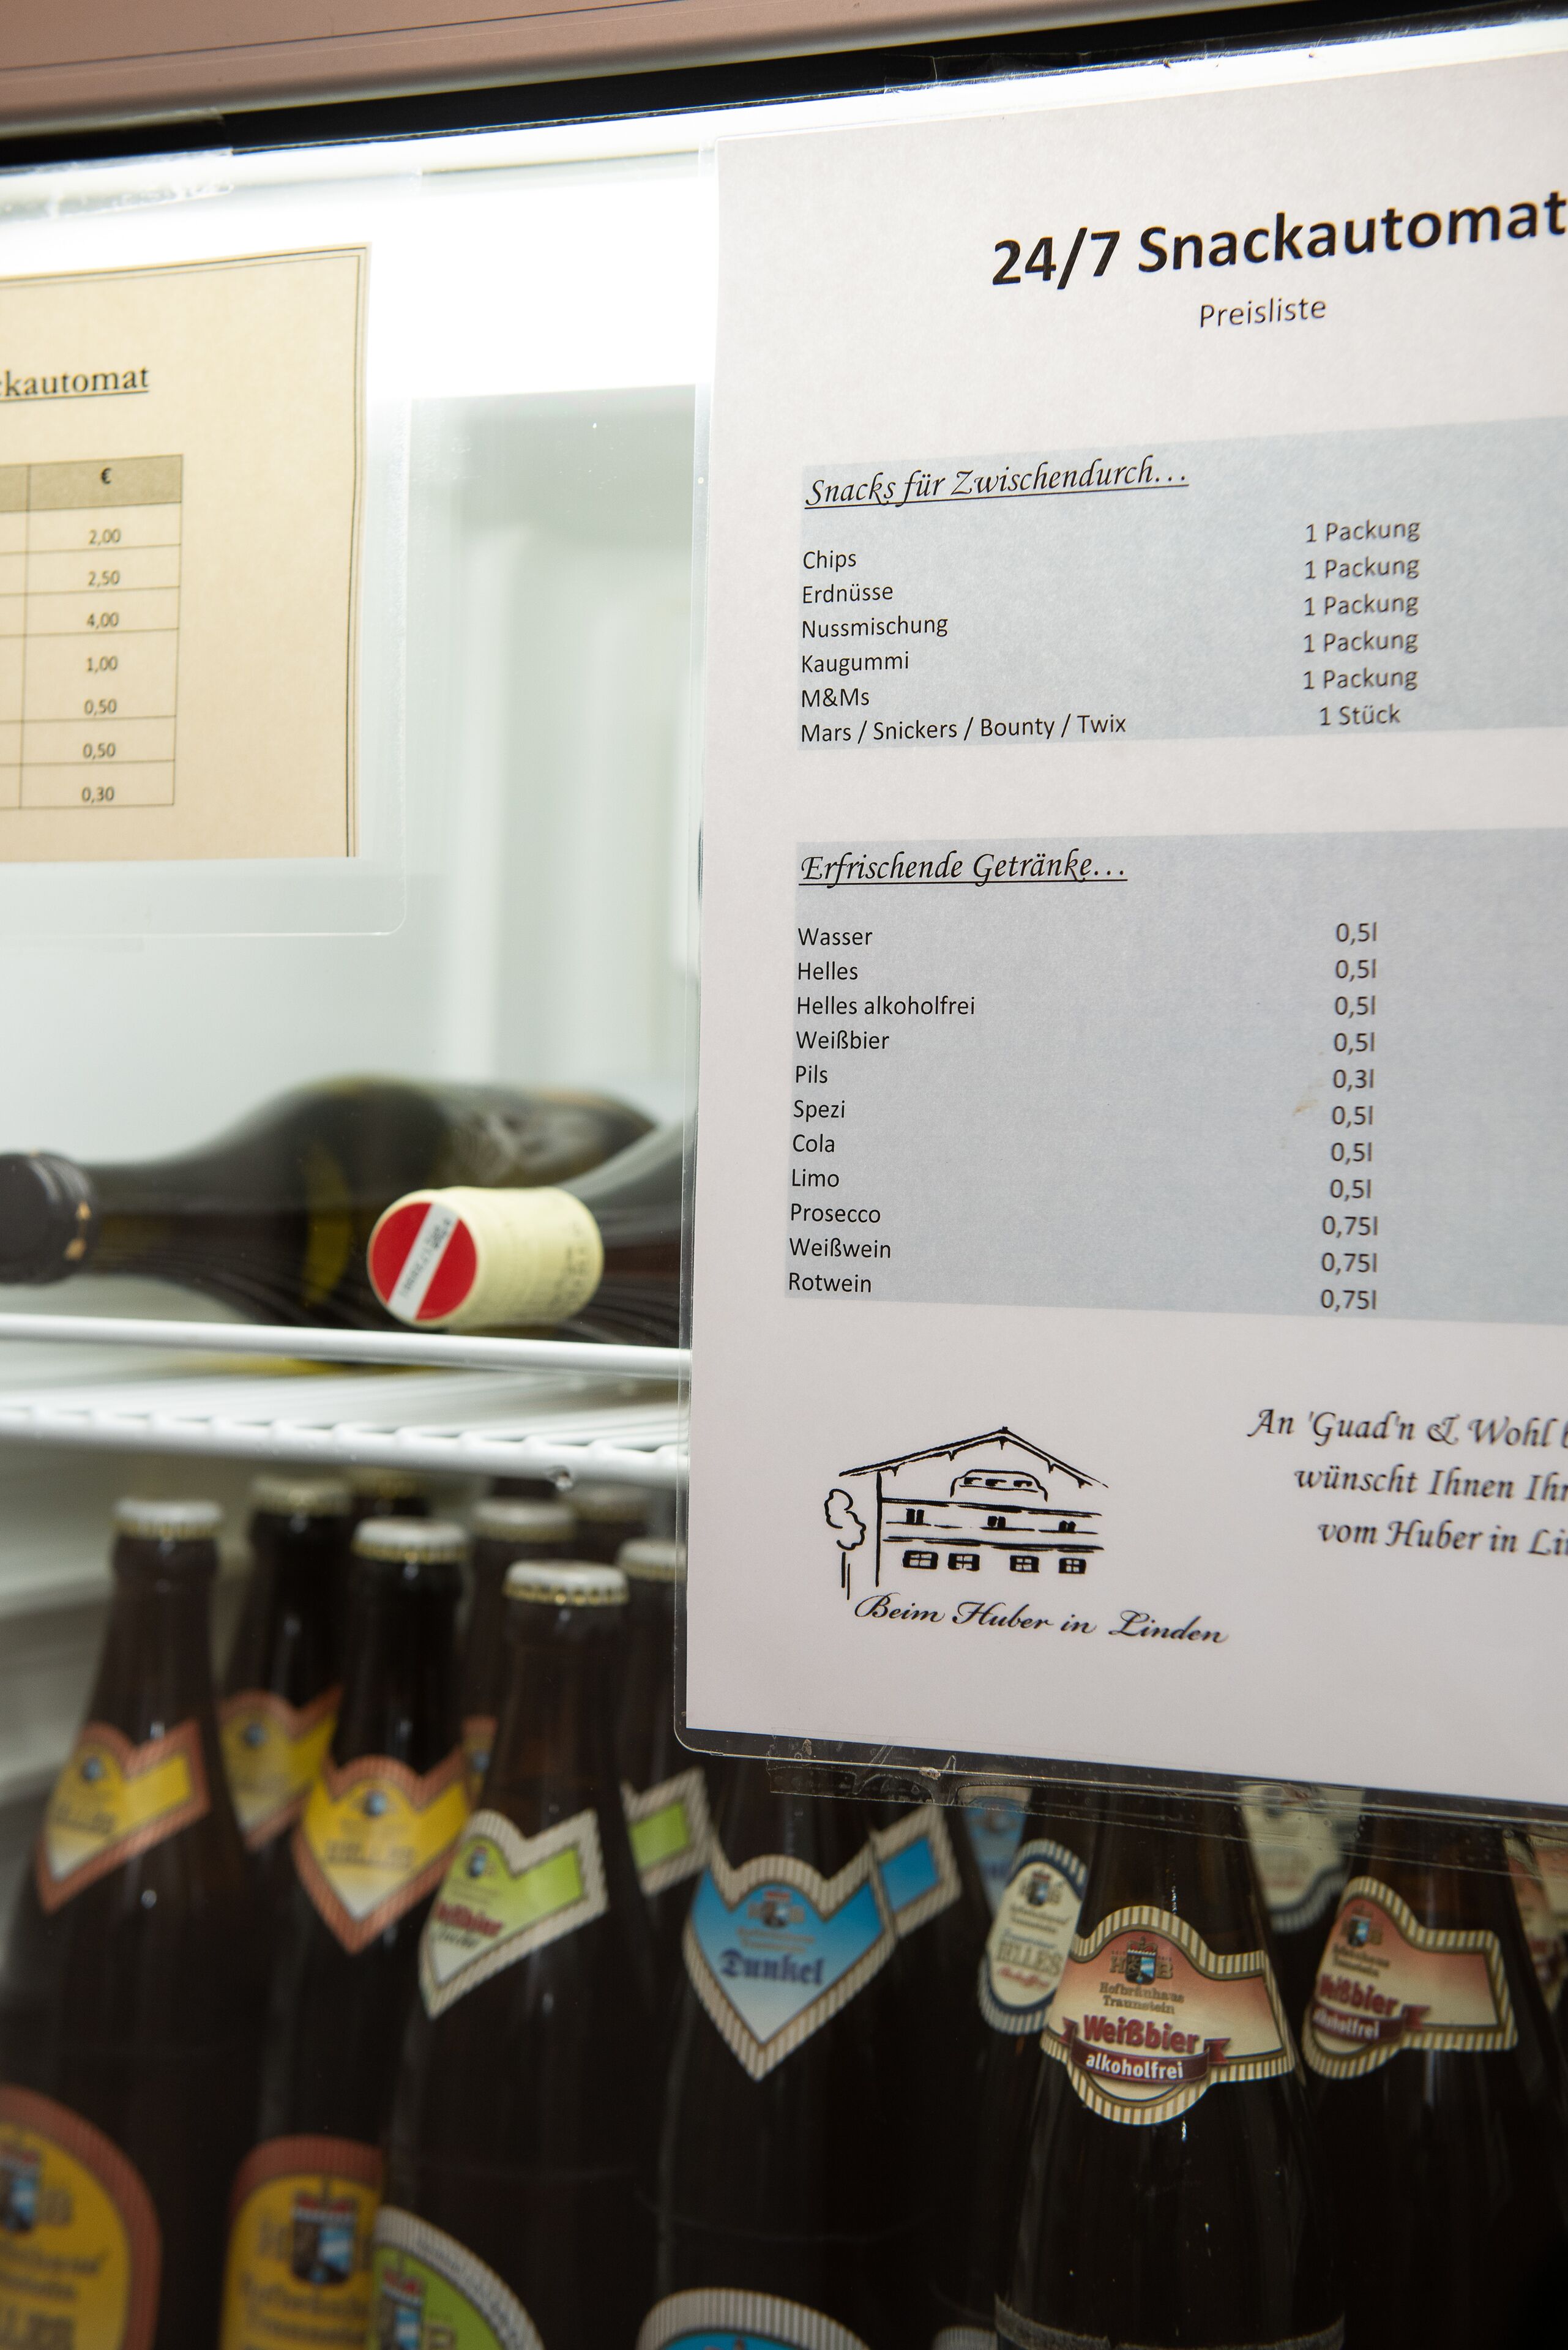 ckautomat
€
2,00
2,50
4,00
1,00
0,50
0,50
0,30
24/7 Snackautomat
Preisliste
Snacks für Zwischendurch...
Chips 1 Packung
Erdnüsse 1 Packung
Nussmischung 1 Packung
Kaugummi 1 Packung
M&Ms 1 Packung
Mars / Snickers / Bounty / Twix 1 Stück
Erfrischende Getränke...
Wasser 0,5l
Helles 0,5l
Helles alkoholfrei 0,5l
Weißbier 0,5l
Pils 0,3l
Spezi 0,5l
Cola 0,5l
Limo 0,5l
Prosecco 0,75l
Weißwein 0,75l
Rotwein 0,75l
An 'Guad'n & Wohl b
wünscht Ihnen Ihr
vom Huber in Li
Beim Huber in Linden
Dunkel
HELLES
Hofbräuhaus
Traunstein
Weißbier
alkoholfrei
Weißbier
alkoholfrei